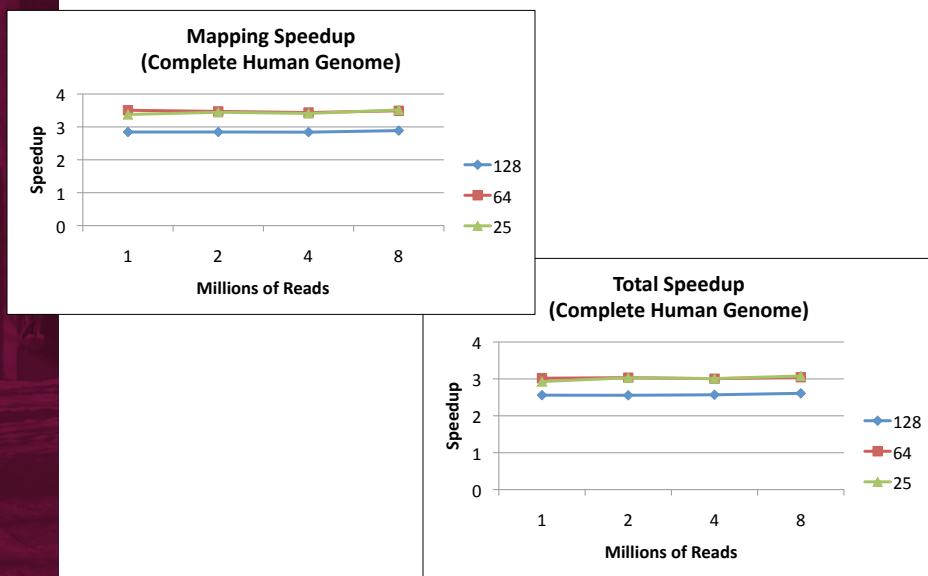 Mapping Speedup
(Complete Human Genome)
4
3
2
1
0
Speedup
1 2 4 8
Millions of Reads
128
64
25
Total Speedup
(Complete Human Genome)
4
3
2
1
0
Speedup
1 2 4 8
Millions of Reads
128
64
25